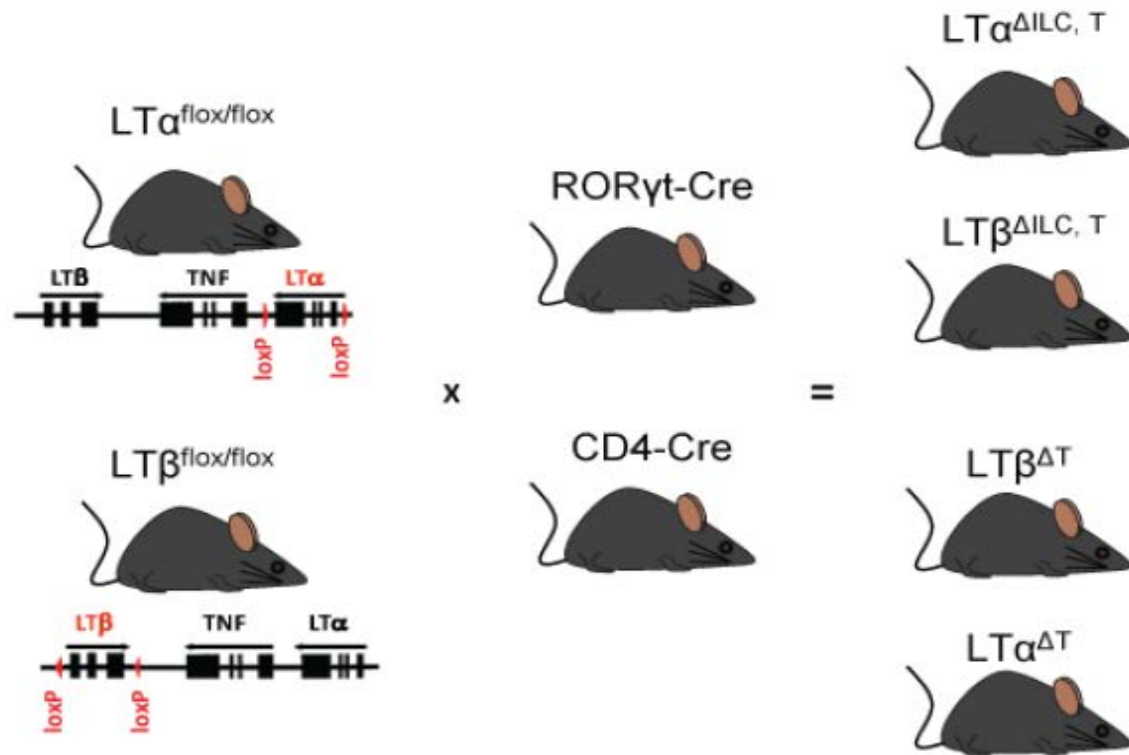 LTα^flox/flox
LTβ TNF LTα
loxP loxP
LTβ^flox/flox
LTβ TNF LTα
loxP loxP
x
RORγt-Cre
CD4-Cre
=
LTα^ΔILC, T
LTβ^ΔILC, T
LTβ^ΔT
LTα^ΔT